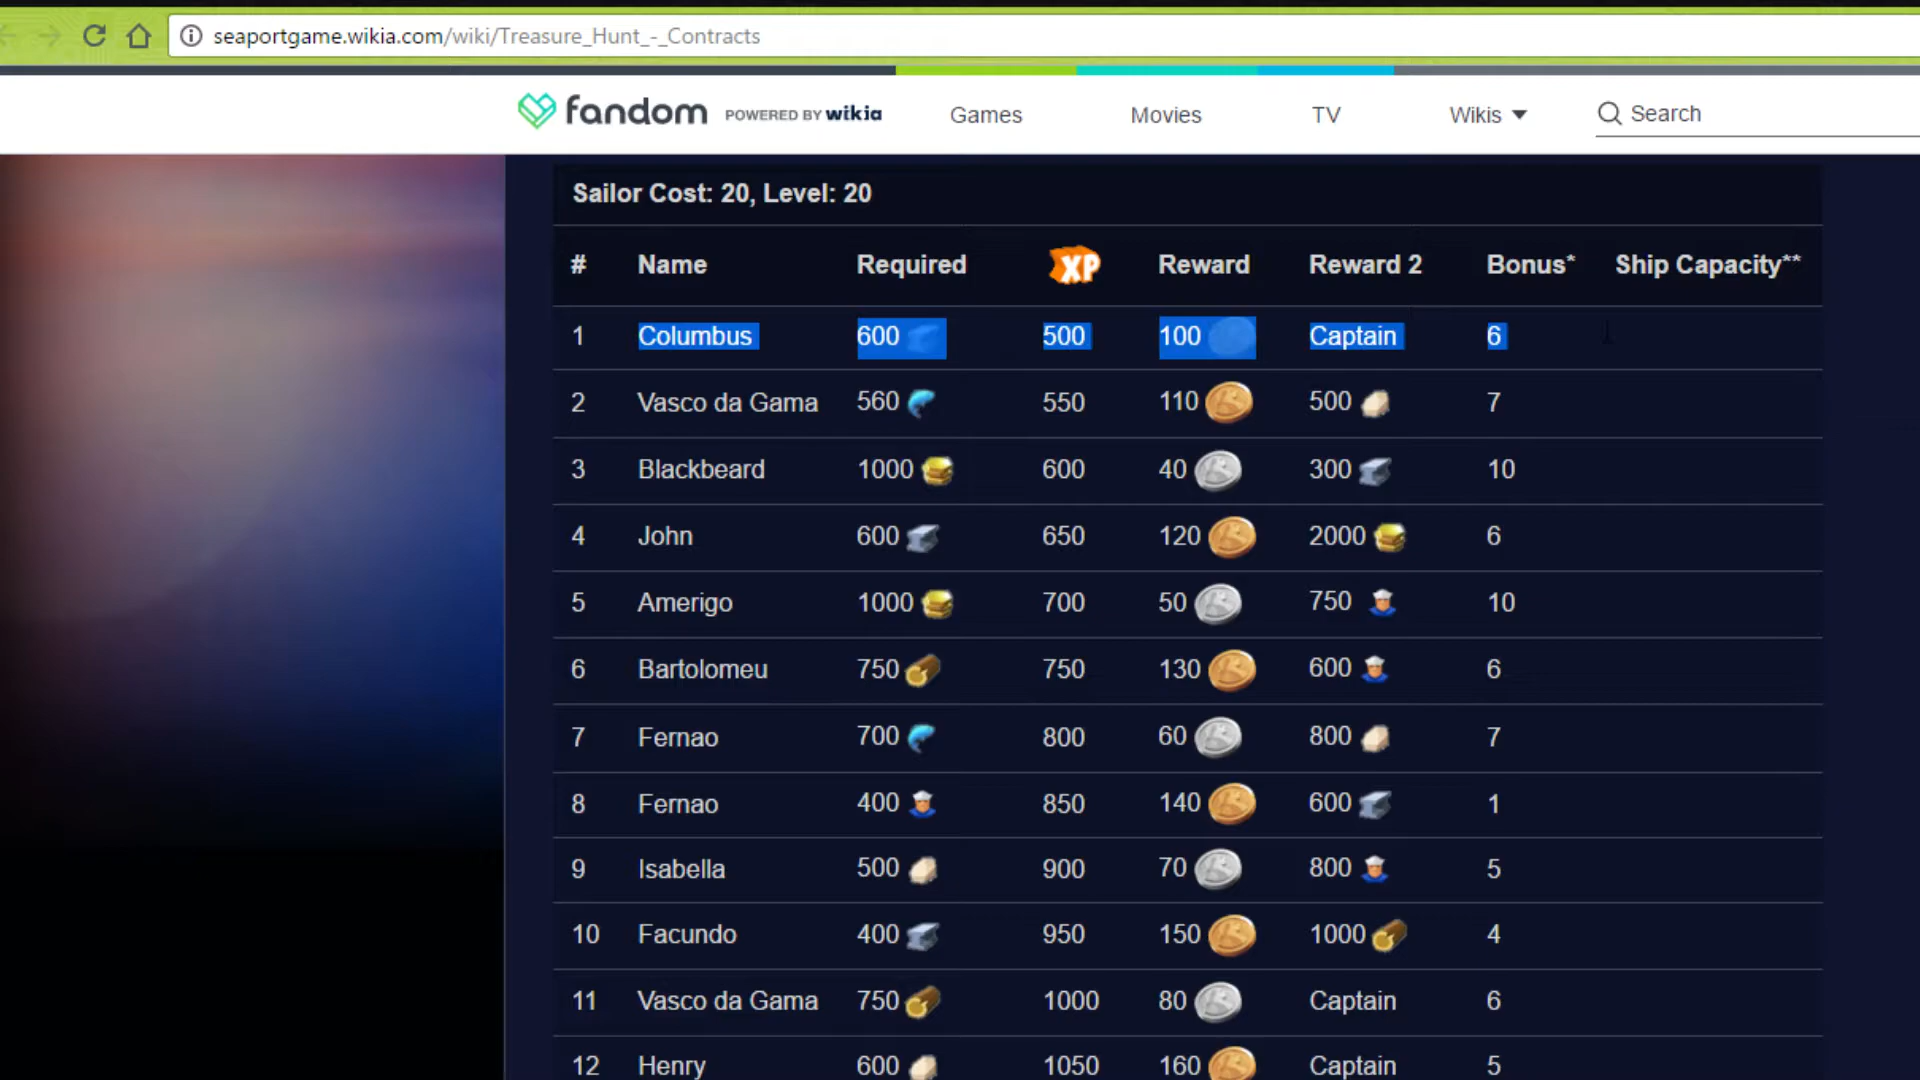 seaportgame.wikia.com/wiki/Treasure_Hunt_-_Contracts
fandom POWERED BY wikia Games Movies TV Wikis Search
Sailor Cost: 20, Level: 20
# Name Required XP Reward Reward 2 Bonus* Ship Capacity**
1 Columbus 600 500 100 Captain 6
2 Vasco da Gama 560 550 110 500 7
3 Blackbeard 1000 600 40 300 10
4 John 600 650 120 2000 6
5 Amerigo 1000 700 50 750 10
6 Bartolomeu 750 750 130 600 6
7 Fernao 700 800 60 800 7
8 Fernao 400 850 140 600 1
9 Isabella 500 900 70 800 5
10 Facundo 400 950 150 1000 4
11 Vasco da Gama 750 1000 80 Captain 6
12 Henry 600 1050 160 Captain 5